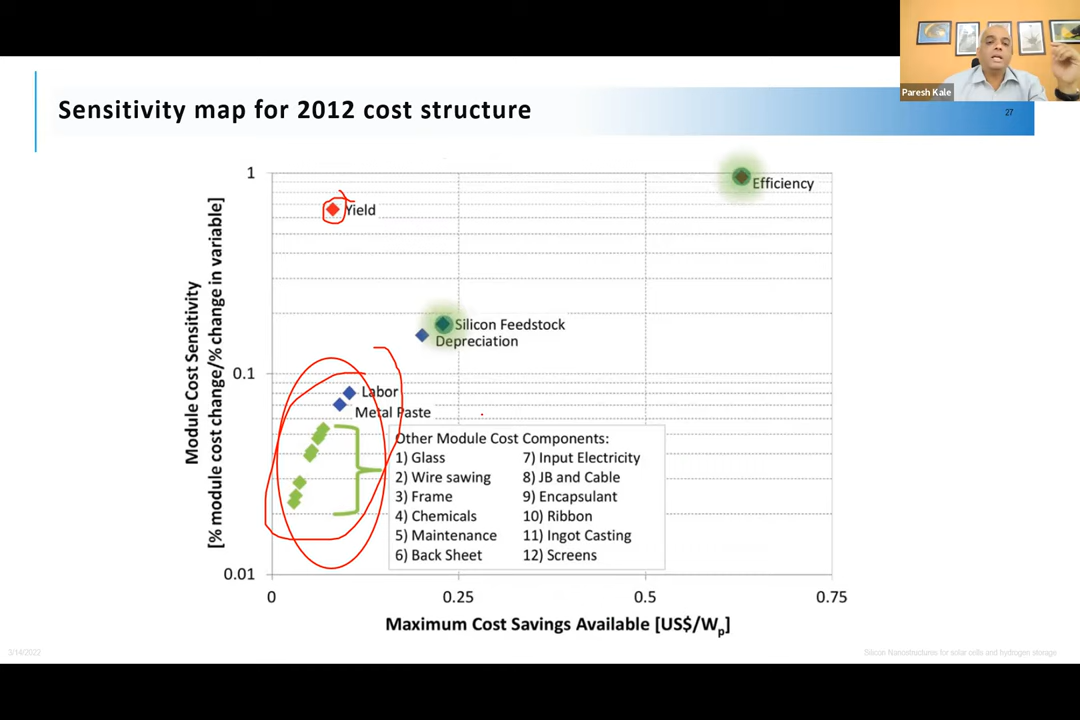 Paresh Kale
Sensitivity map for 2012 cost structure
27
Module Cost Sensitivity
[% module cost change/% change in variable]
1
0.1
0.01
Efficiency
Yield
Silicon Feedstock
Depreciation
Labor
Metal Paste
Other Module Cost Components:
1) Glass 7) Input Electricity
2) Wire sawing 8) JB and Cable
3) Frame 9) Encapsulant
4) Chemicals 10) Ribbon
5) Maintenance 11) Ingot Casting
6) Back Sheet 12) Screens
0 0.25 0.5 0.75
Maximum Cost Savings Available [US$/Wp]
3/14/2022
Silicon Nanostructures for solar cells and hydrogen storage